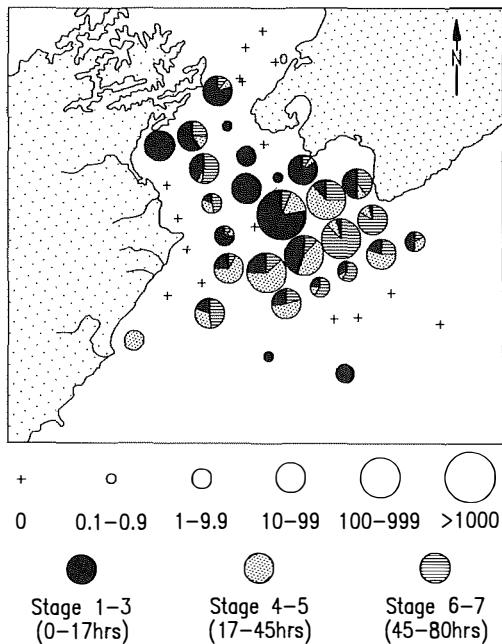 N
0 0.1-0.9 1-9.9 10-99 100-999 >1000
Stage 1-3 Stage 4-5 Stage 6-7
(0-17hrs) (17-45hrs) (45-80hrs)